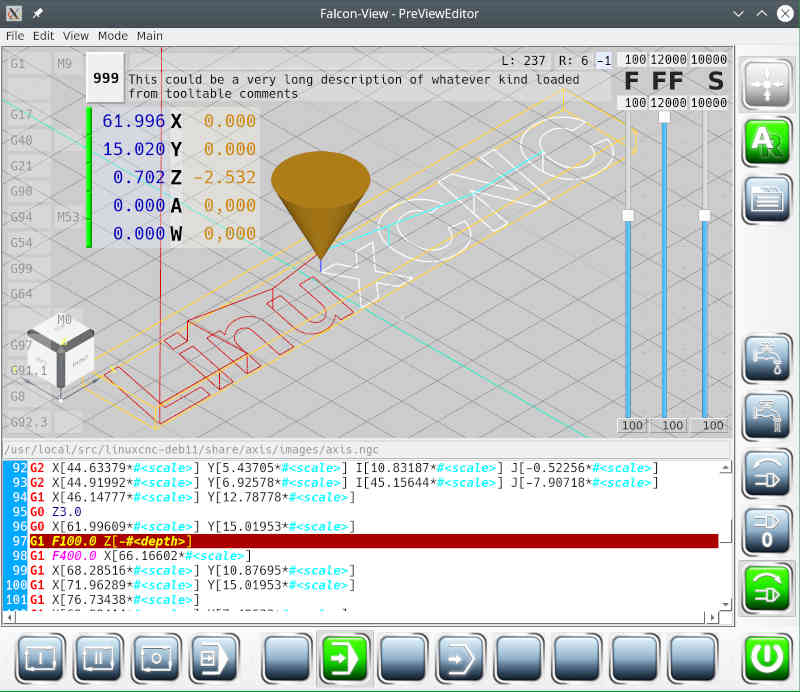 Falcon-View - PreViewEditor
File Edit View Mode Main
G1 M9
999
This could be a very long description of whatever kind loaded
from tooltable comments
L: 237 R: 6 -1
100 12000 10000
F FF S
100 12000 10000
61.996 X 0.000
15.020 Y 0.000
0.702 Z -2.532
0.000 A 0,000
0.000 W 0,000
G17
G40
G21
G90
G94 M53
G54
G99
G64
M0
G97
G91.1
G8
G92.3
LinuxCNC
100 100 100
/usr/local/src/linuxcnc-deb11/share/axis/images/axis.ngc
92 G2 X[44.63379*#<scale>] Y[5.43705*#<scale>] I[10.83187*#<scale>] J[-0.52256*#<scale>]
93 G2 X[44.91992*#<scale>] Y[6.92578*#<scale>] I[45.15644*#<scale>] J[-7.90718*#<scale>]
94 G1 X[46.14777*#<scale>] Y[12.78778*#<scale>]
95 G0 Z3.0
96 G0 X[61.99609*#<scale>] Y[15.01953*#<scale>]
97 G1 F100.0 Z[-#<depth>]
98 G1 F400.0 X[66.16602*#<scale>]
99 G1 X[68.28516*#<scale>] Y[10.87695*#<scale>]
100 G1 X[71.96289*#<scale>] Y[15.01953*#<scale>]
101 G1 X[76.73438*#<scale>]
A R
0
I II O